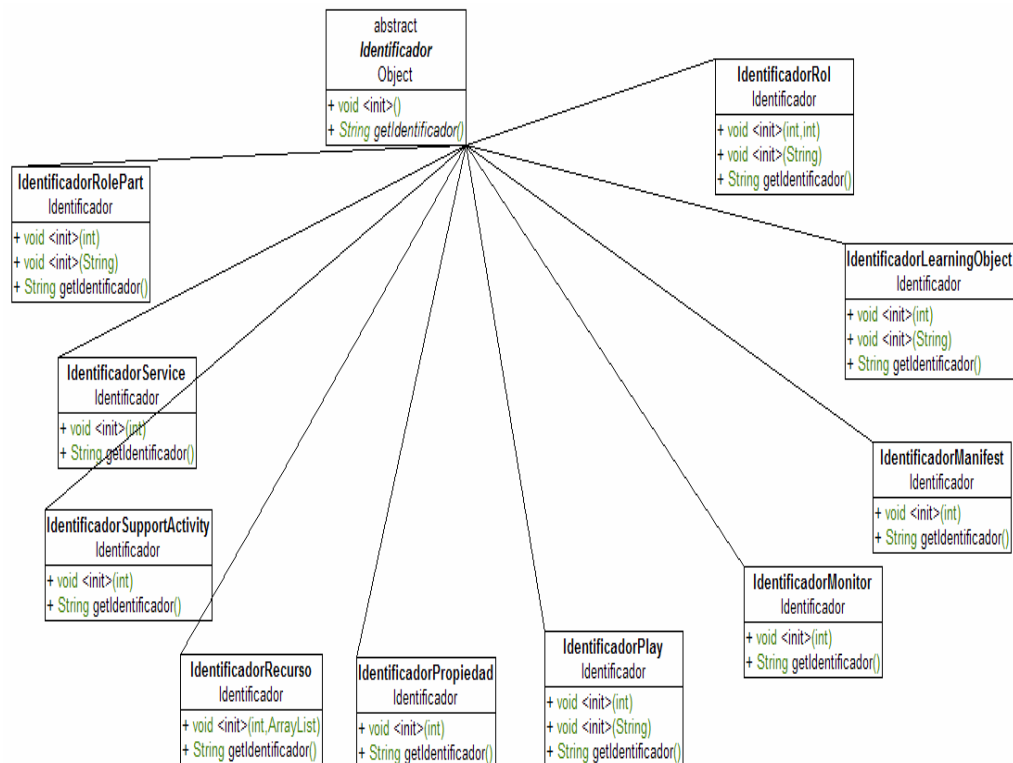 abstract
Identificador
Object
+ void <init>()
+ String getIdentificador()
IdentificadorRol
Identificador
+ void <init>(int,int)
+ void <init>(String)
+ String getIdentificador()
IdentificadorRolePart
Identificador
+ void <init>(int)
+ void <init>(String)
+ String getIdentificador()
IdentificadorLearningObject
Identificador
+ void <init>(int)
+ void <init>(String)
+ String getIdentificador()
IdentificadorService
Identificador
+ void <init>(int)
+ String getIdentificador()
IdentificadorManifest
Identificador
+ void <init>(int)
+ String getIdentificador()
IdentificadorSupportActivity
Identificador
+ void <init>(int)
+ String getIdentificador()
IdentificadorMonitor
Identificador
+ void <init>(int)
+ String getIdentificador()
IdentificadorRecurso
Identificador
+ void <init>(int,ArrayList)
+ String getIdentificador()
IdentificadorPropiedad
Identificador
+ void <init>(int)
+ String getIdentificador()
IdentificadorPlay
Identificador
+ void <init>(int)
+ void <init>(String)
+ String getIdentificador()